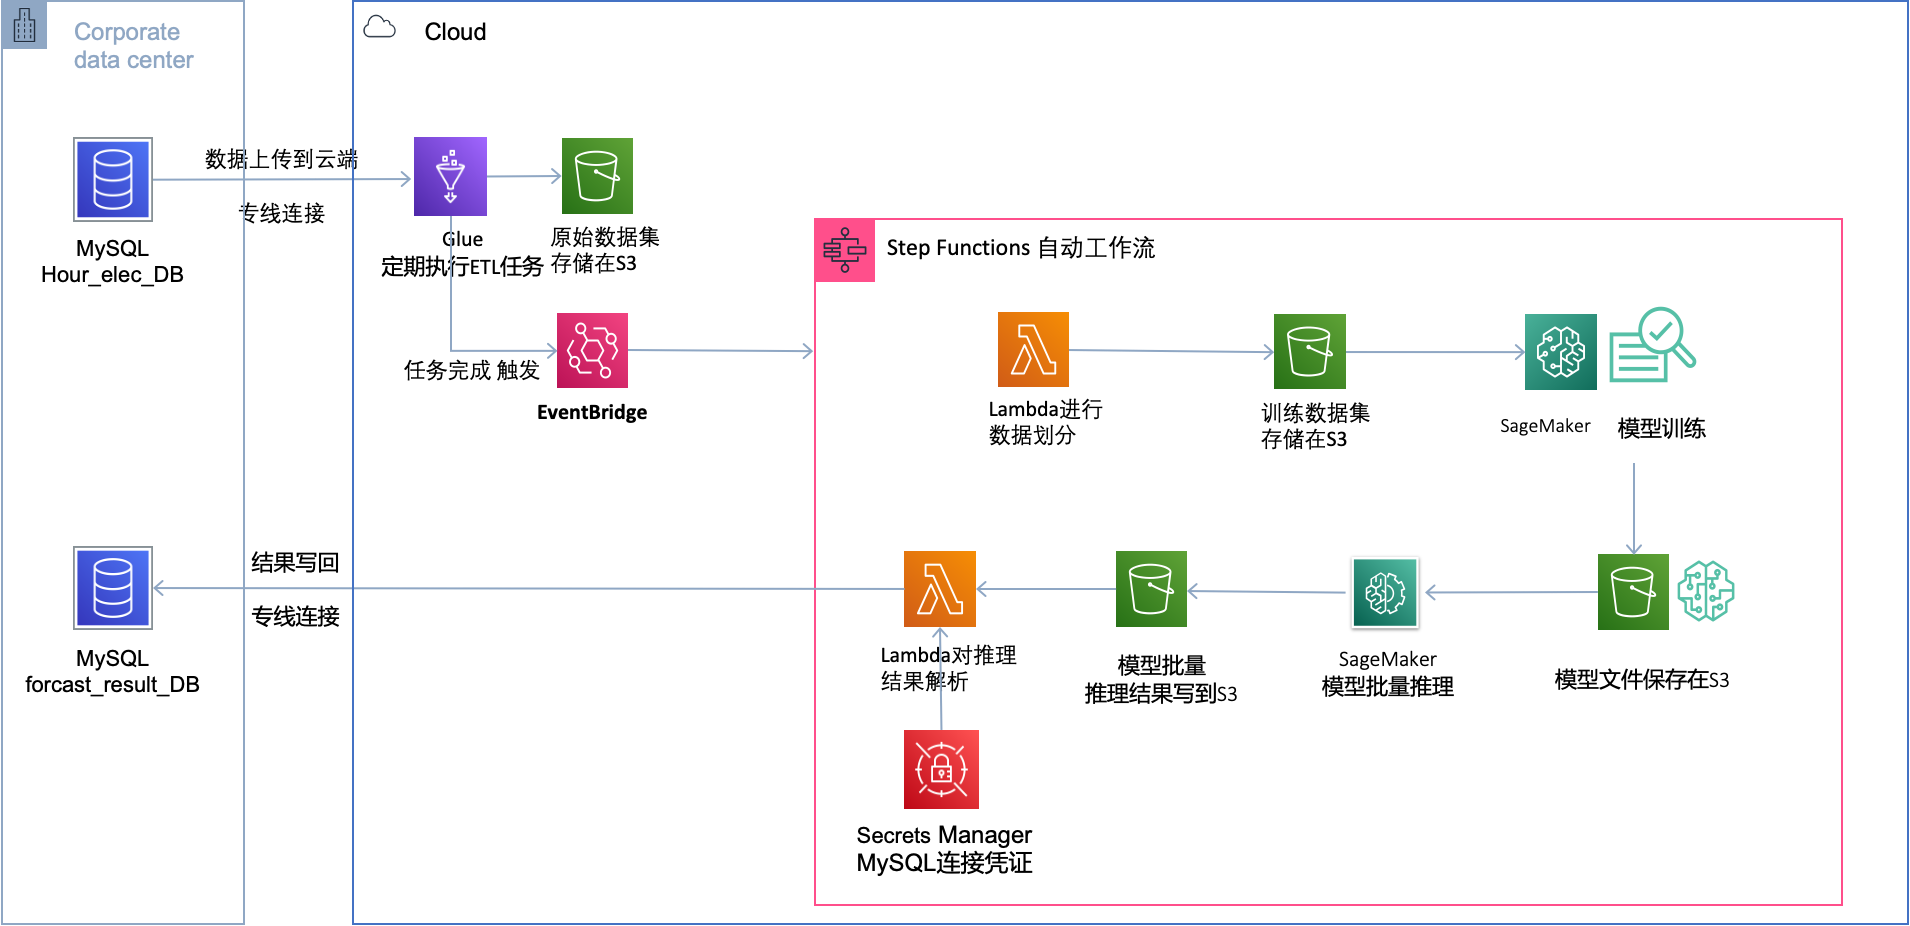 Corporate
data center
Cloud
数据上传到云端
专线连接
MySQL
Hour_elec_DB
Glue
定期执行ETL任务
原始数据集
存储在S3
任务完成 触发
EventBridge
Step Functions 自动工作流
Lambda进行
数据划分
训练数据集
存储在S3
SageMaker
模型训练
结果写回
专线连接
MySQL
forcast_result_DB
Lambda对推理
结果解析
模型批量
推理结果写到S3
SageMaker
模型批量推理
模型文件保存在S3
Secrets Manager
MySQL连接凭证